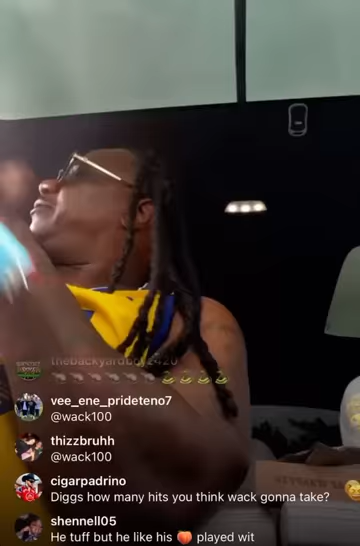 thebackyardboyz420
vee_ene_prideteno7
@wack100
thizzbruhh
@wack100
cigarpadrino
Diggs how many hits you think wack gonna take?
shennell05
He tuff but he like his played wit